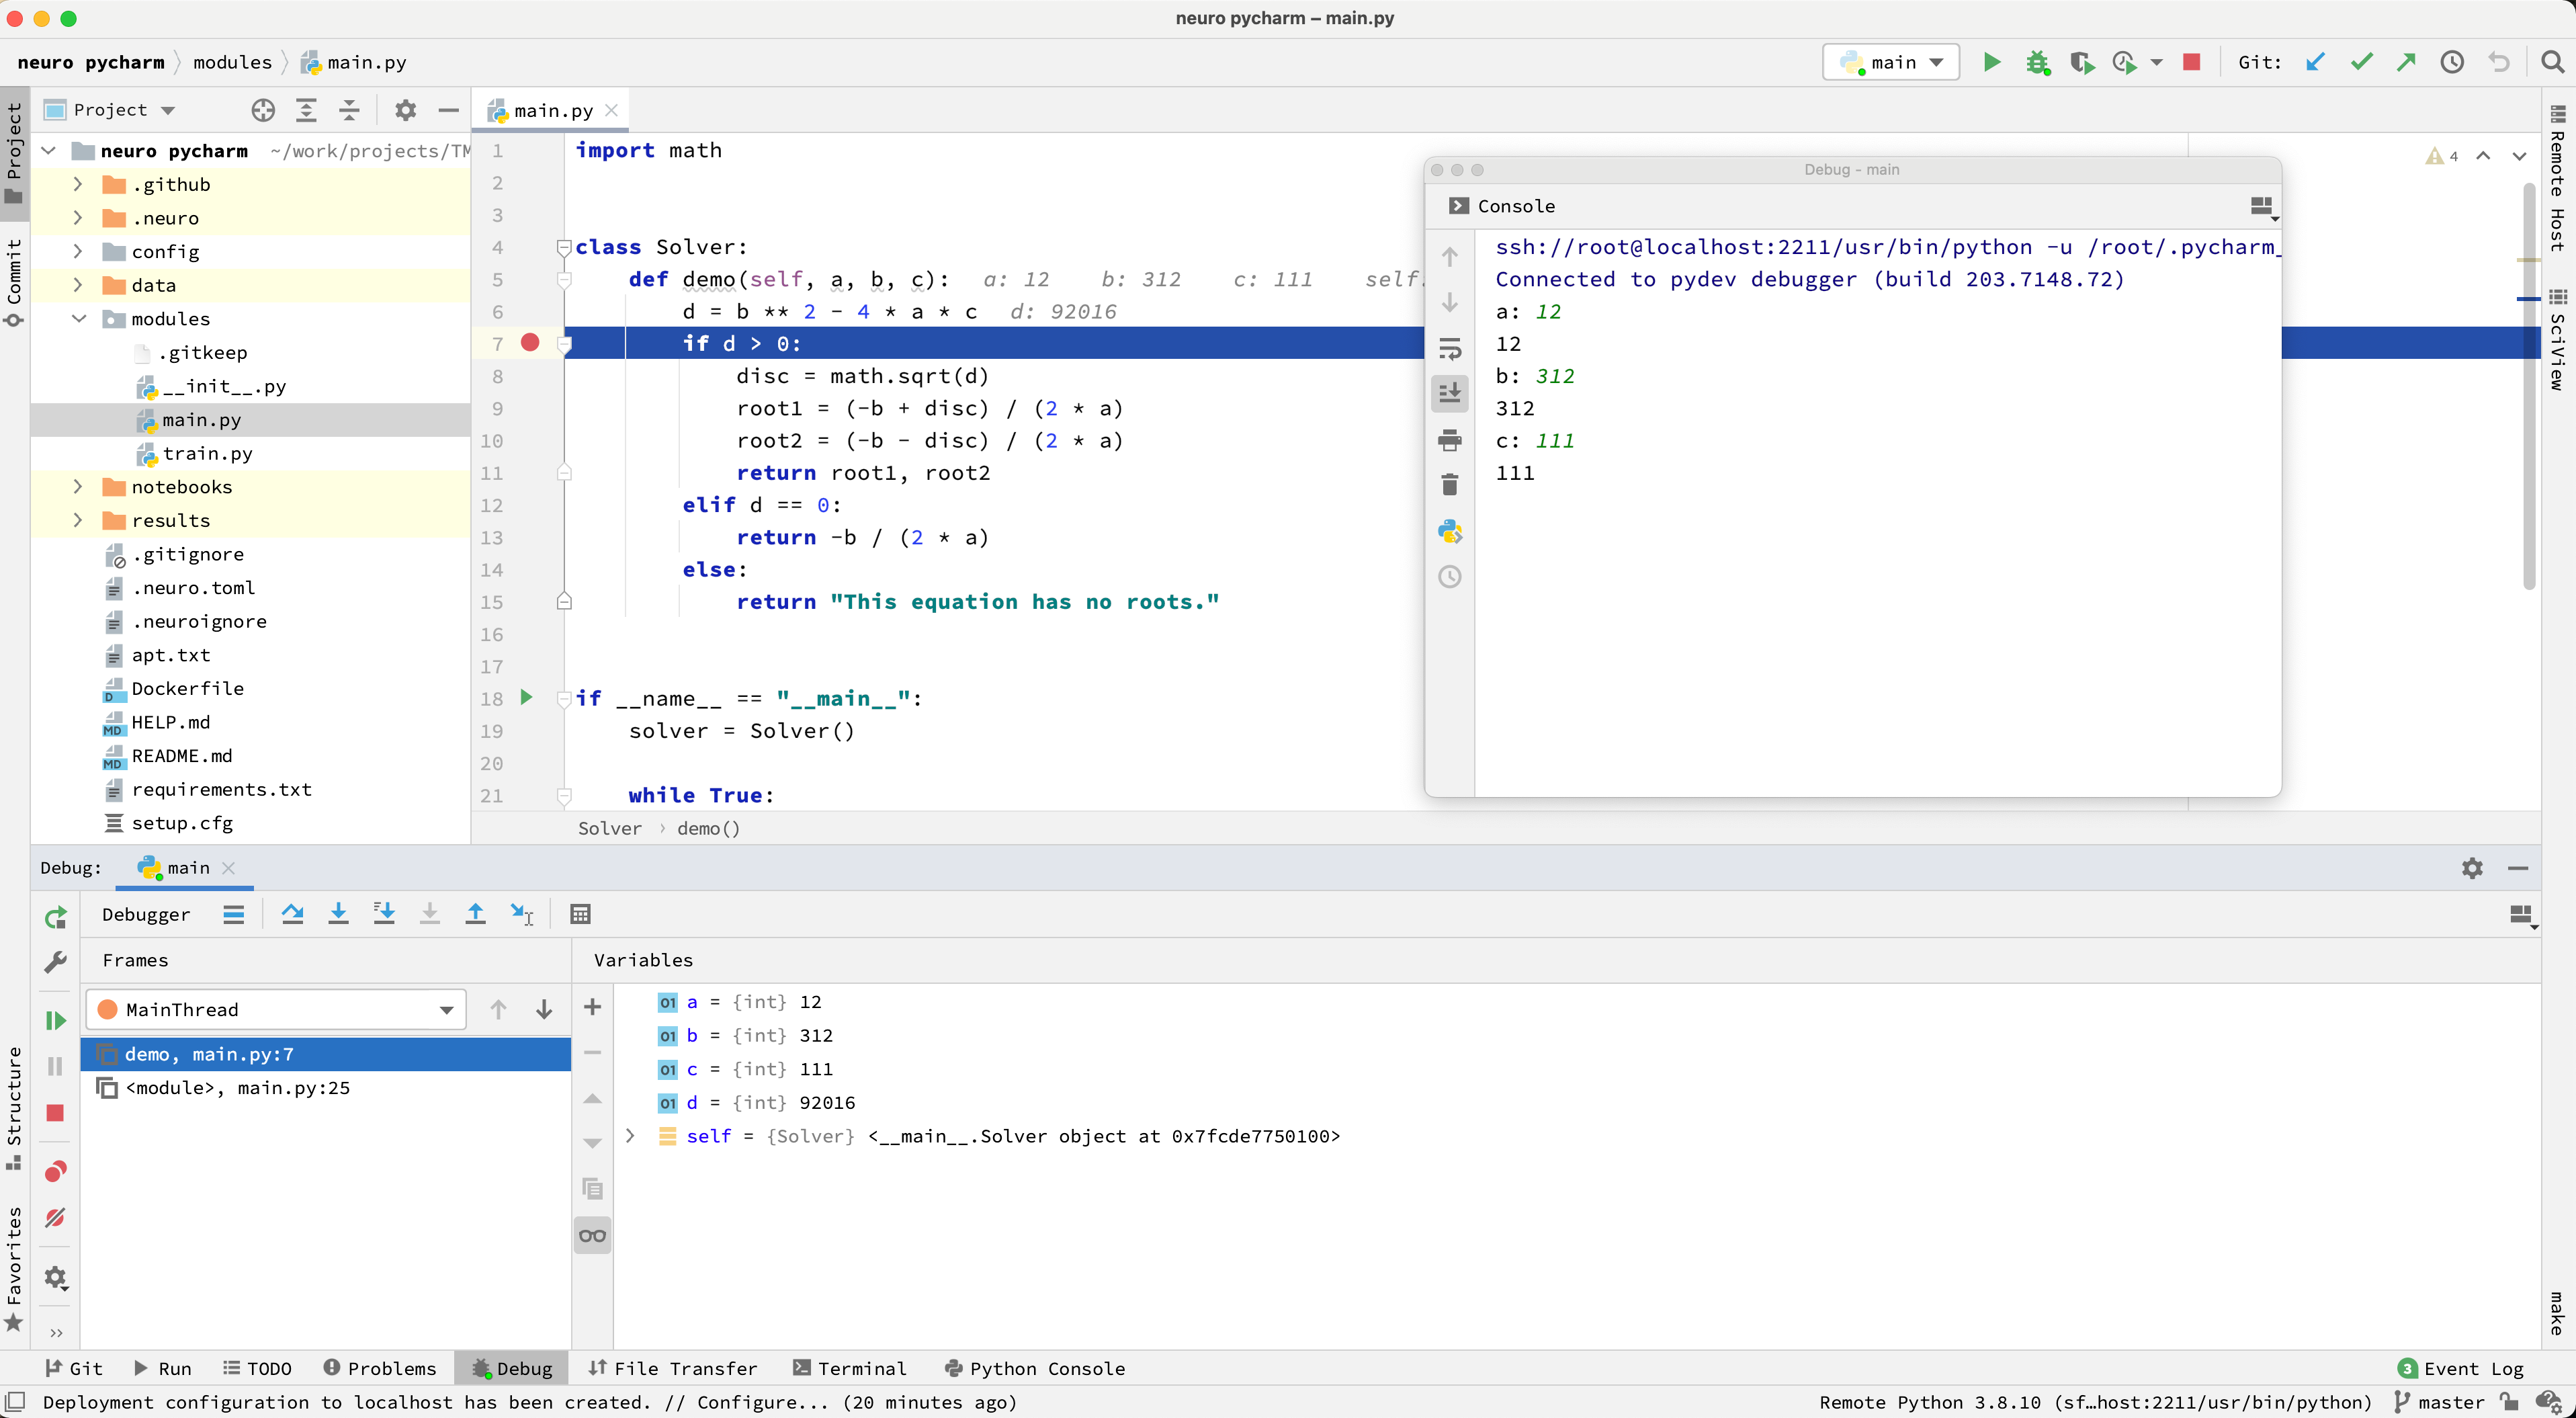 neuro pycharm – main.py
neuro pycharm modules main.py
main Git:
Project
main.py
Project
Commit
Structure
Favorites
neuro pycharm ~/work/projects/TM
.github
.neuro
config
data
modules
.gitkeep
__init__.py
main.py
train.py
notebooks
results
.gitignore
.neuro.toml
.neuroignore
apt.txt
Dockerfile
HELP.md
README.md
requirements.txt
setup.cfg
1 import math
2
3
4 class Solver:
5 def demo(self, a, b, c): a: 12 b: 312 c: 111 self:
6 d = b ** 2 - 4 * a * c d: 92016
7 if d > 0:
8 disc = math.sqrt(d)
9 root1 = (-b + disc) / (2 * a)
10 root2 = (-b - disc) / (2 * a)
11 return root1, root2
12 elif d == 0:
13 return -b / (2 * a)
14 else:
15 return "This equation has no roots."
16
17
18 if __name__ == "__main__":
19 solver = Solver()
20
21 while True:
Solver › demo()
4
Debug - main
Console
ssh://root@localhost:2211/usr/bin/python -u /root/.pycharm_
Connected to pydev debugger (build 203.7148.72)
a: 12
12
b: 312
312
c: 111
111
Remote Host
SciView
make
Debug: main
Debugger
Frames
Variables
MainThread
demo, main.py:7
<module>, main.py:25
01 a = {int} 12
01 b = {int} 312
01 c = {int} 111
01 d = {int} 92016
self = {Solver} <__main__.Solver object at 0x7fcde7750100>
Git Run TODO Problems Debug File Transfer Terminal Python Console 3 Event Log
Deployment configuration to localhost has been created. // Configure... (20 minutes ago) Remote Python 3.8.10 (sf…host:2211/usr/bin/python) master